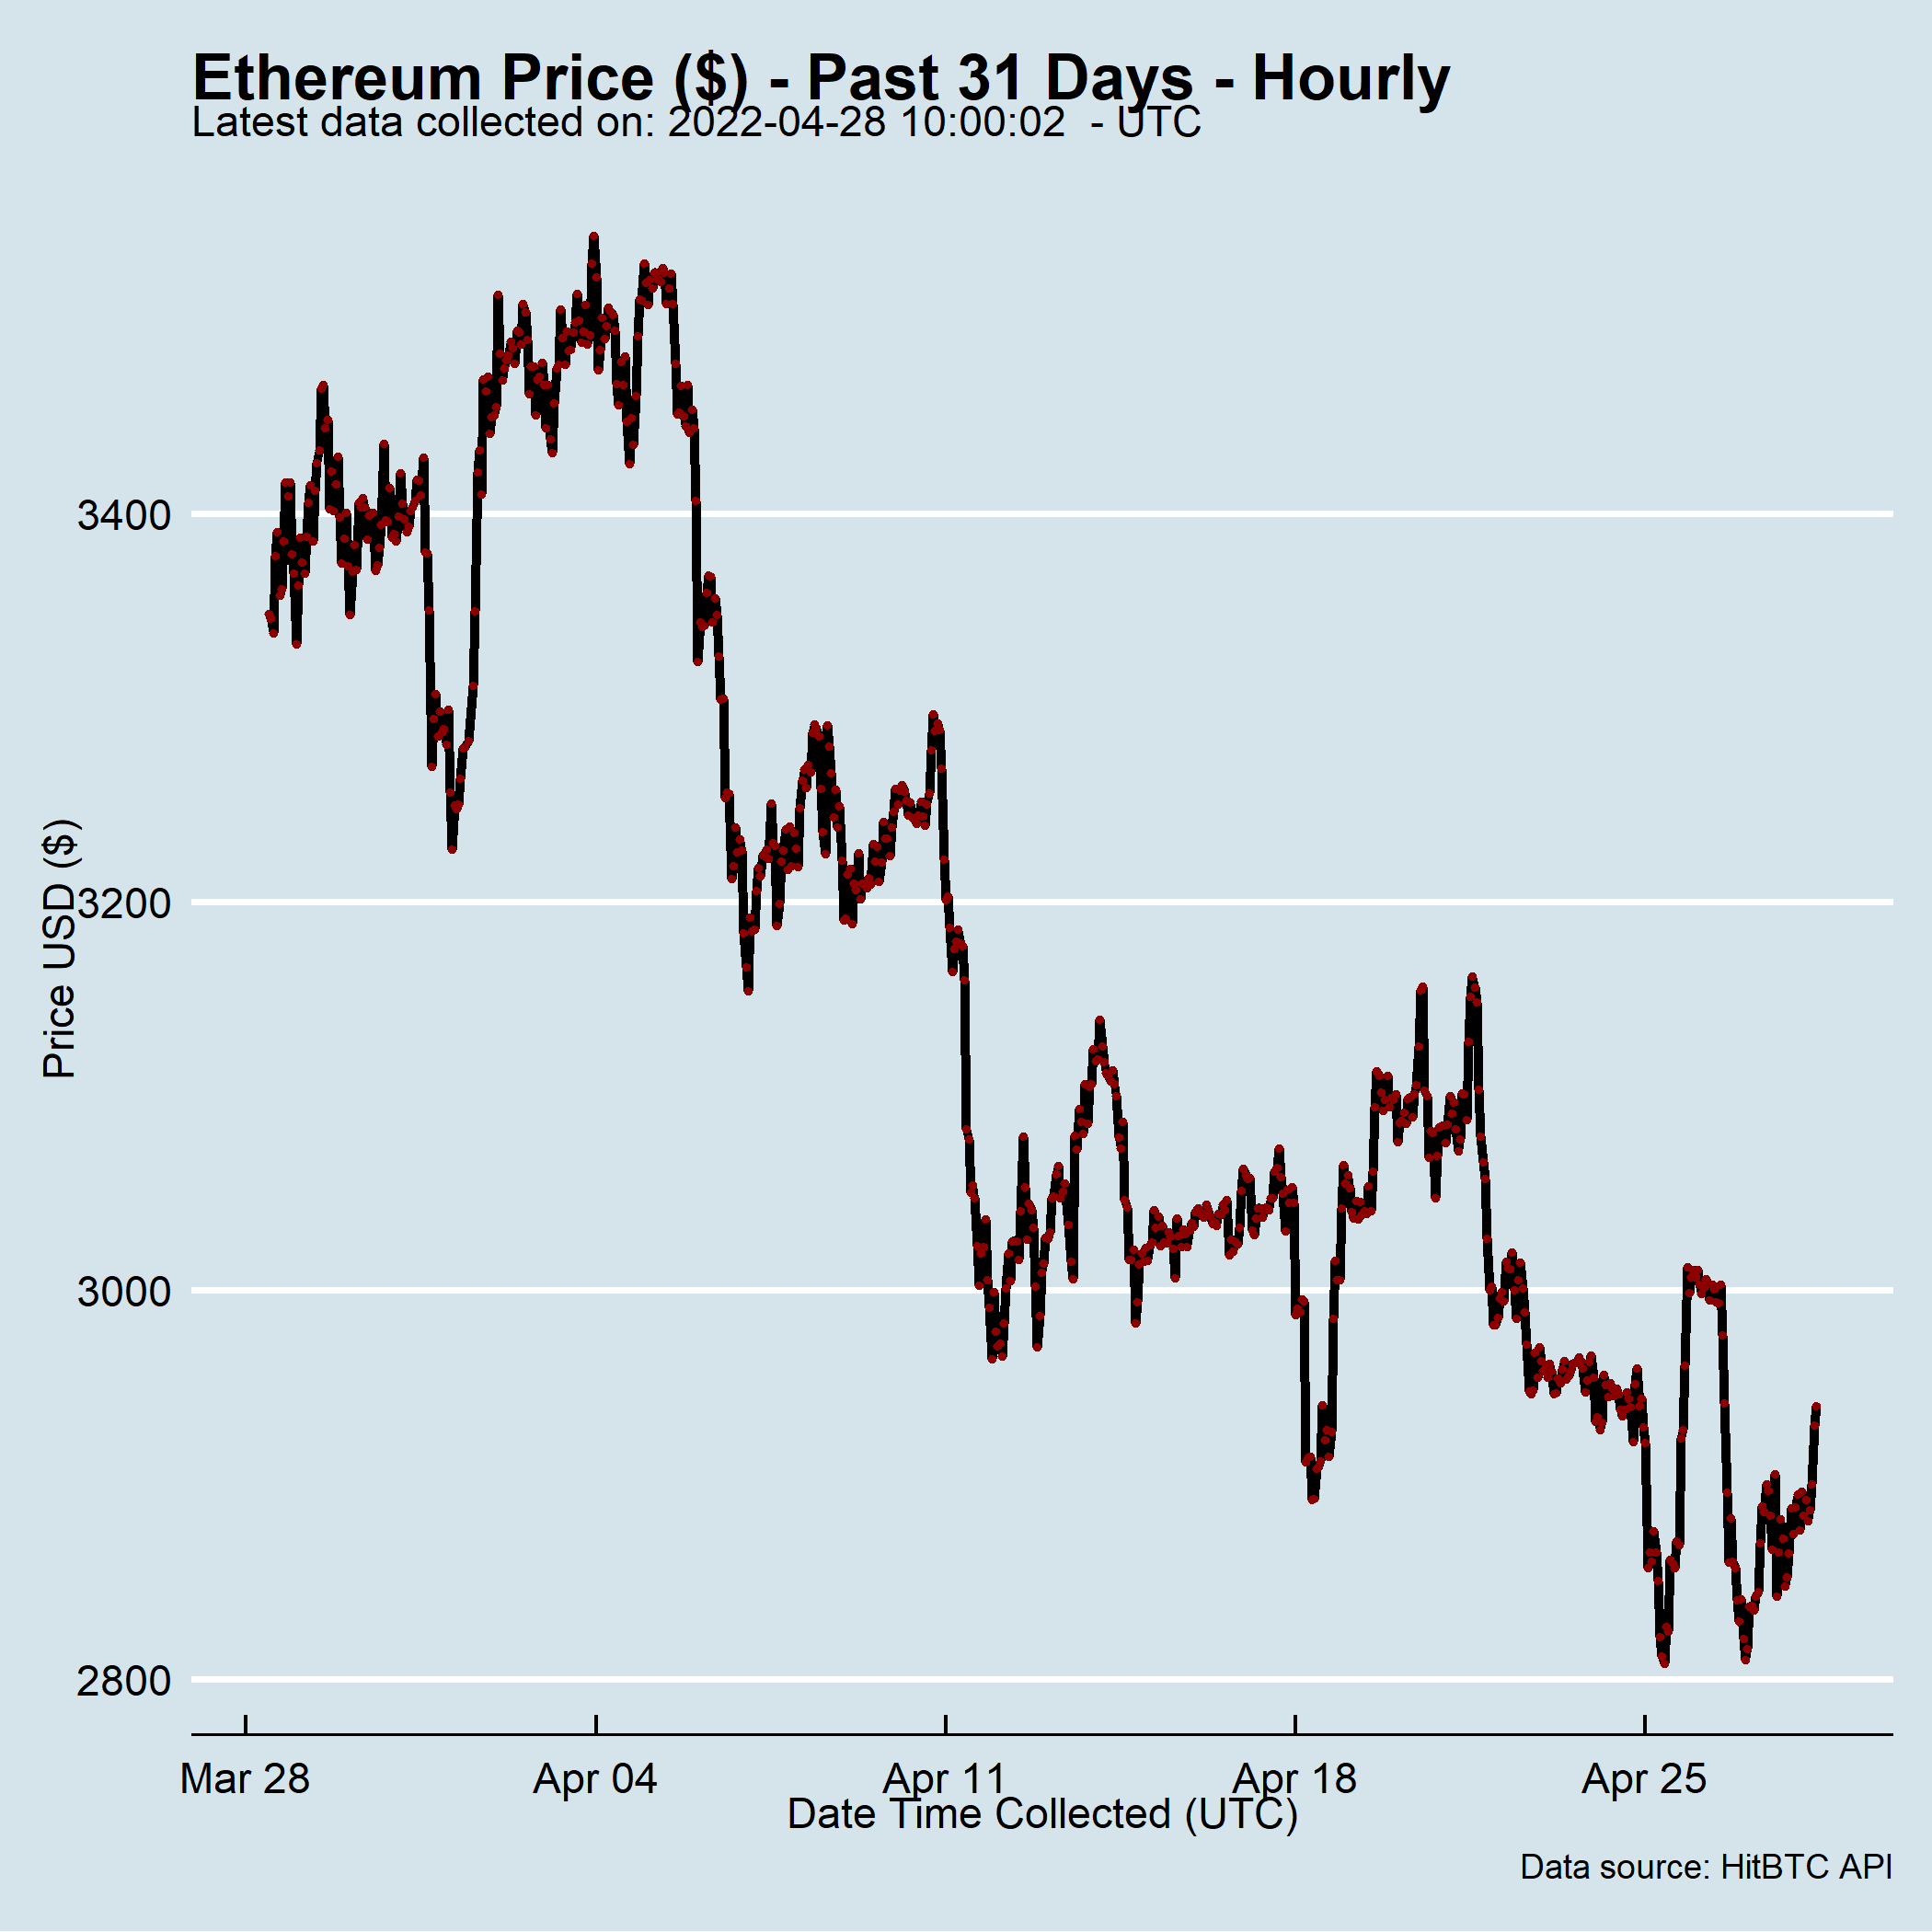 Ethereum Price ($) - Past 31 Days - Hourly
Latest data collected on: 2022-04-28 10:00:02  - UTC
Price USD ($)
3400
3200
3000
2800
Mar 28
Apr 04
Apr 11
Apr 18
Apr 25
Date Time Collected (UTC)
Data source: HitBTC API